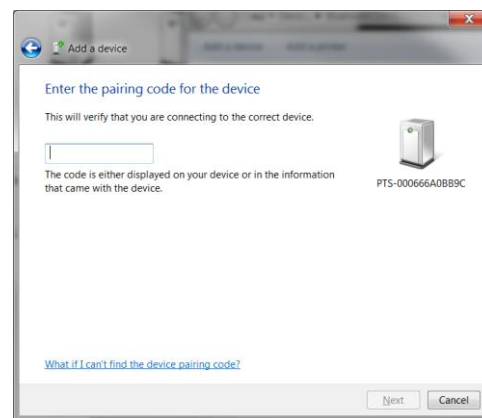 Add a device
Enter the pairing code for the device
This will verify that you are connecting to the correct device.
The code is either displayed on your device or in the information
that came with the device.
PTS-000666A0BB9C
What if I can't find the device pairing code?
Next
Cancel